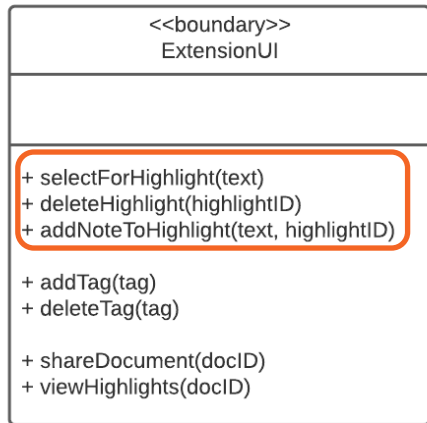 <<boundary>>
ExtensionUI
+ selectForHighlight(text)
+ deleteHighlight(highlightID)
+ addNoteToHighlight(text, highlightID)
+ addTag(tag)
+ deleteTag(tag)
+ shareDocument(docID)
+ viewHighlights(docID)